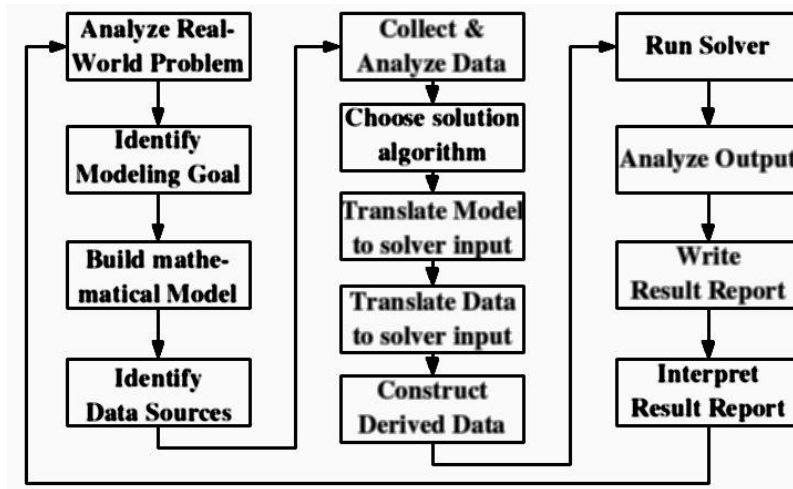 Analyze Real-
World Problem
Identify
Modeling Goal
Build mathe-
matical Model
Identify
Data Sources
Collect &
Analyze Data
Choose solution
algorithm
Translate Model
to solver input
Translate Data
to solver input
Construct
Derived Data
Run Solver
Analyze Output
Write
Result Report
Interpret
Result Report